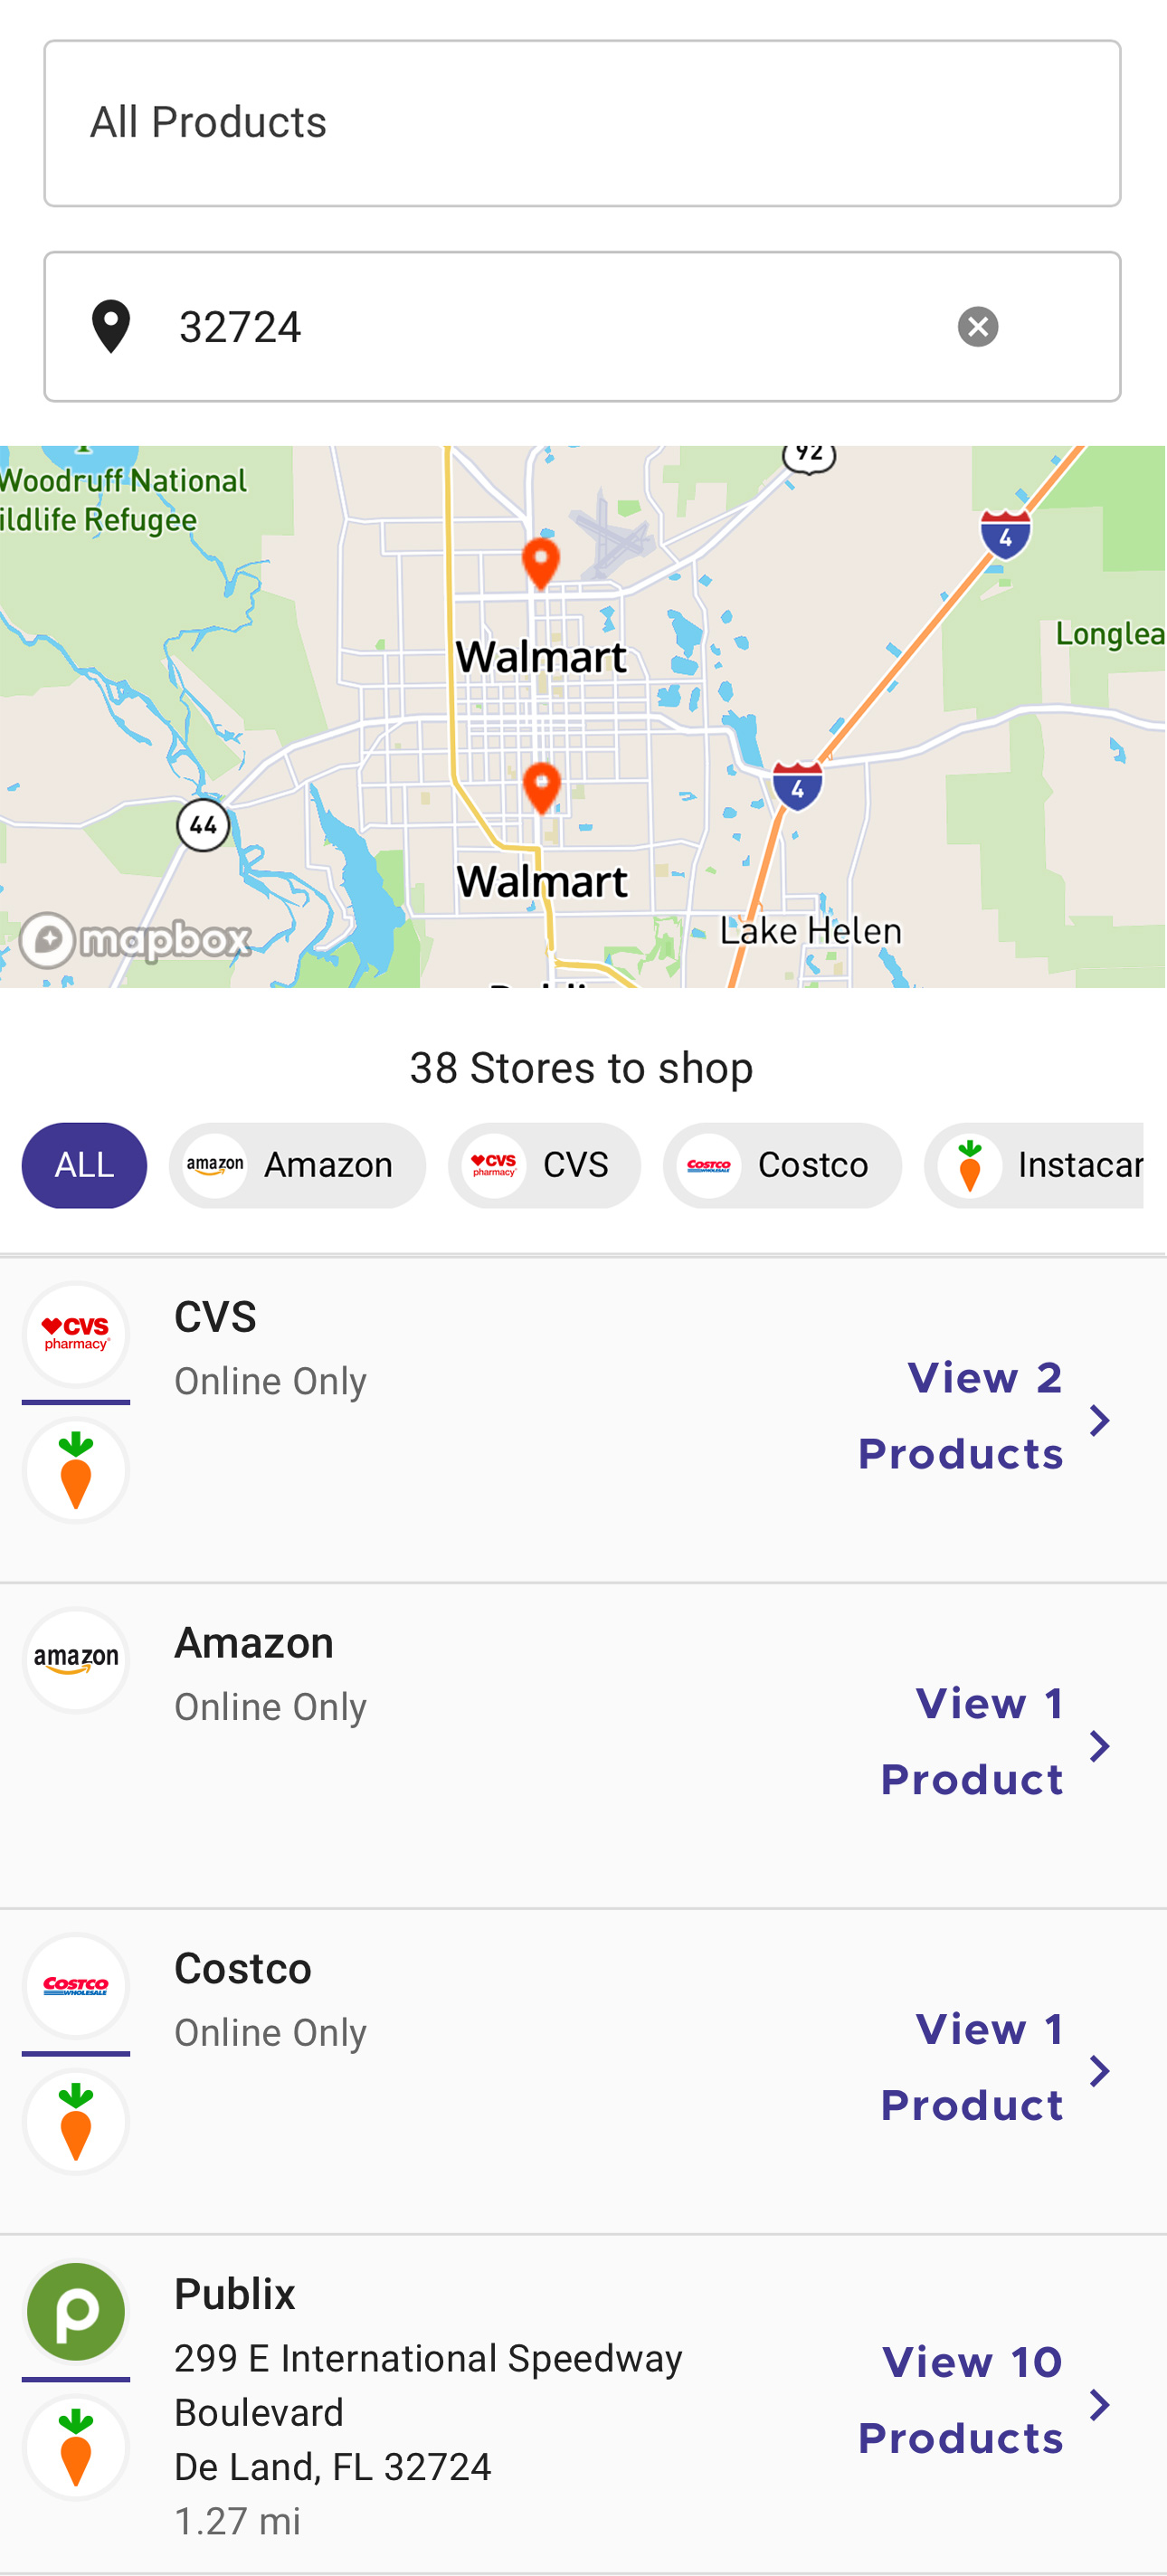 All Products
32724
Woodruff National
ildlife Refugee
92
4
Longlea
Walmart
4
44
Walmart
Lake Helen
mapbox
38 Stores to shop
ALL
amazon Amazon
CVS pharmacy CVS
COSTCO WHOLESALE Costco
Instacar
CVS pharmacy
CVS
Online Only
View 2
Products
amazon
Amazon
Online Only
View 1
Product
COSTCO WHOLESALE
Costco
Online Only
View 1
Product
P
Publix
299 E International Speedway
Boulevard
De Land, FL 32724
1.27 mi
View 10
Products